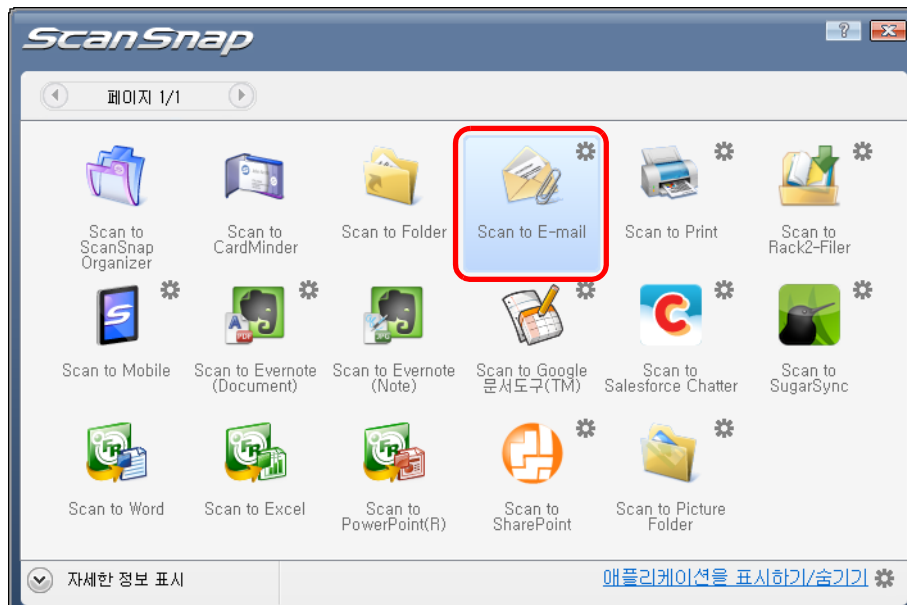 ScanSnap
페이지 1/1
Scan to
ScanSnap
Organizer
Scan to
CardMinder
Scan to Folder
Scan to E-mail
Scan to Print
Scan to
Rack2-Filer
Scan to Mobile
Scan to Evernote
(Document)
Scan to Evernote
(Note)
Scan to Google
문서도구(TM)
Scan to
Salesforce Chatter
Scan to
SugarSync
Scan to Word
Scan to Excel
Scan to
PowerPoint(R)
Scan to
SharePoint
Scan to Picture
Folder
자세한 정보 표시
애플리케이션을 표시하기/숨기기